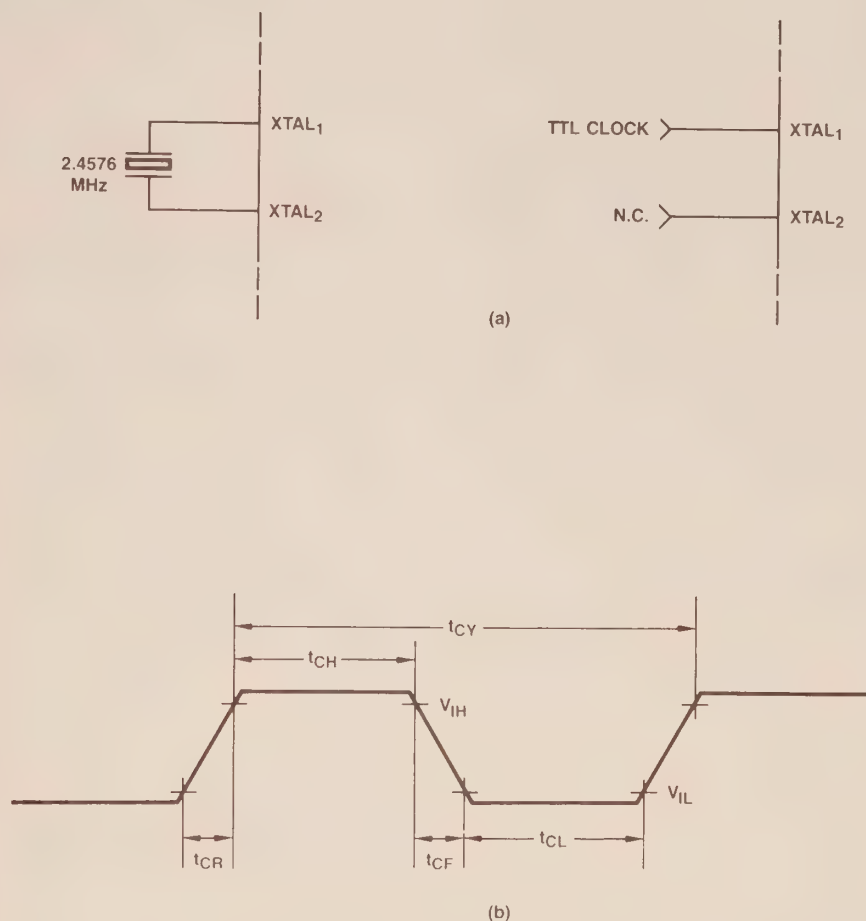 XTAL₁
2.4576
MHz
XTAL₂
TTL CLOCK
XTAL₁
N.C.
XTAL₂
(a)
tCY
tCH
VIH
VIL
tCR
tCF
tCL
(b)